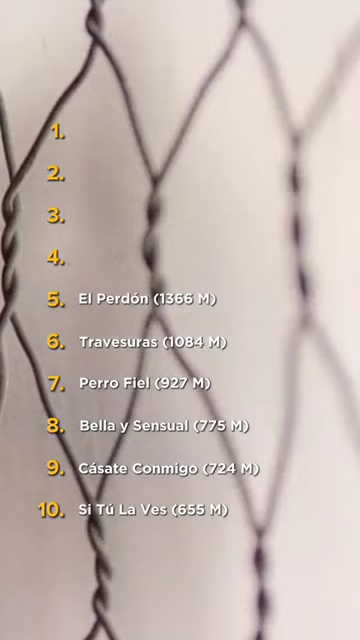 1.
2.
3.
4.
5. El Perdón (1366 M)
6. Travesuras (1084 M)
7. Perro Fiel (927 M)
8. Bella y Sensual (775 M)
9. Cásate Conmigo (724 M)
10. Si Tú La Ves (655 M)